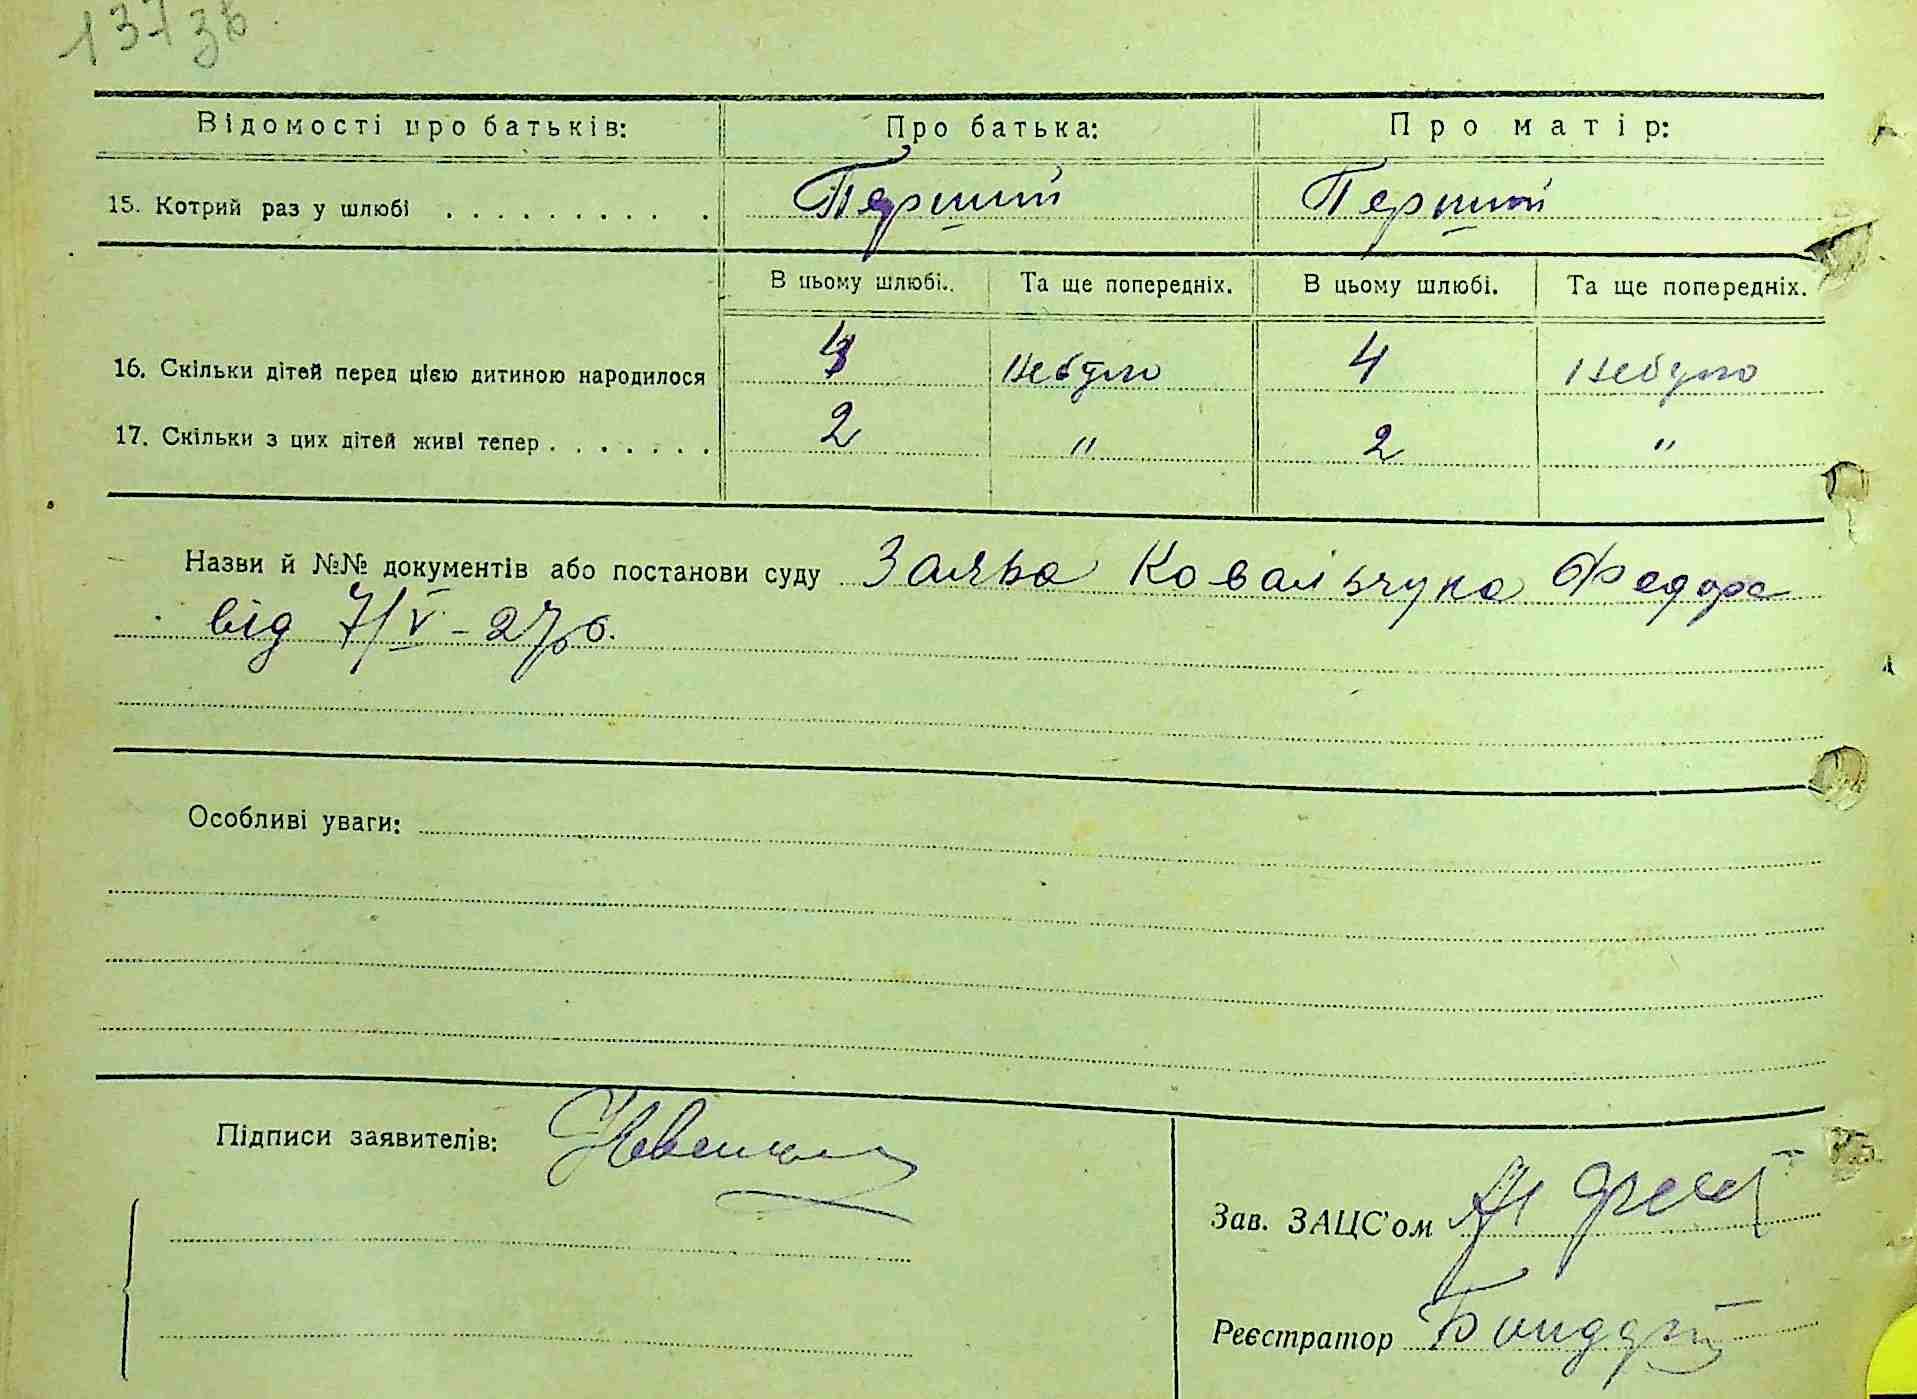 137 зв.
Відомості про батьків: Про батька: Про матір:
15. Котрий раз у шлюбі . . . . . . . . . . Перший Перший
В цьому шлюбі. Та ще попередніх. В цьому шлюбі. Та ще попередніх.
16. Скільки дітей перед цією дитиною народилося 4 Небуло 4 Небуло
17. Скільки з цих дітей живі тепер . . . . . . . 2 " 2 "
Назви й №№ документів або постанови суду Заява Ковальчука Федора
від 7/V - 27 р.
Особливі уваги:
Підписи заявителів:
Зав. ЗАЦС'ом
Реєстратор